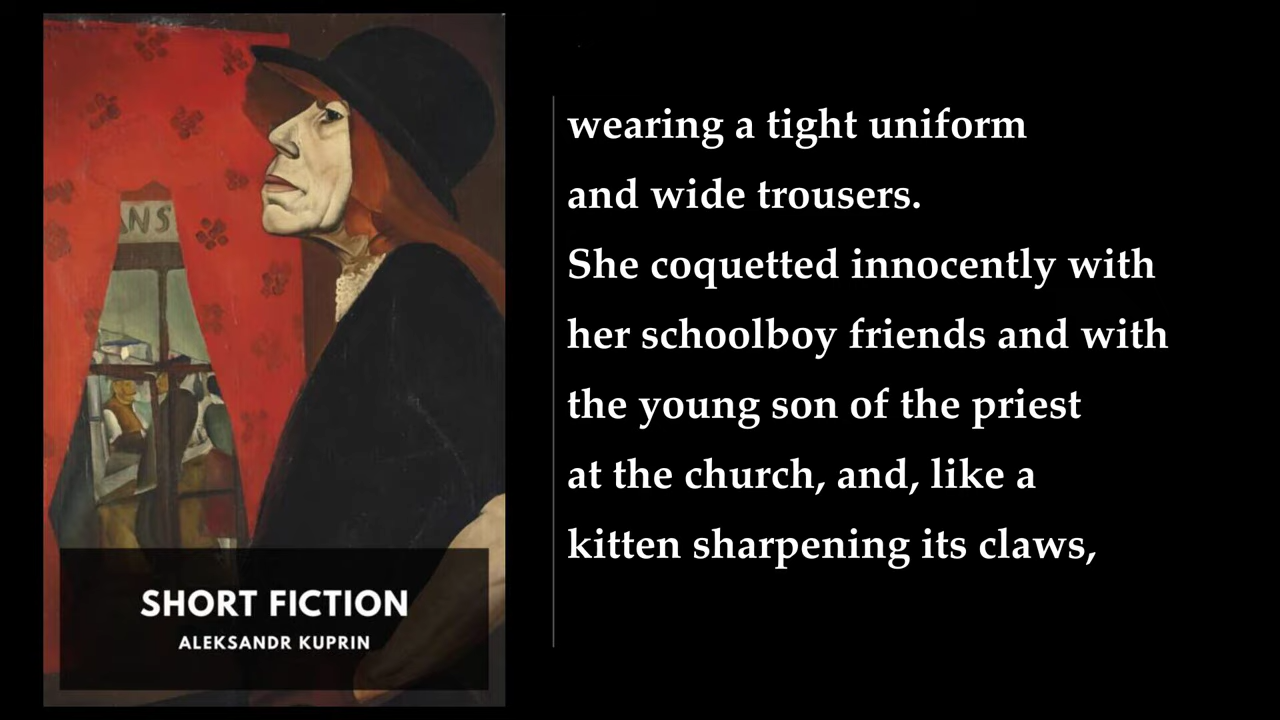 ANS
SHORT FICTION
ALEKSANDR KUPRIN
wearing a tight uniform
and wide trousers.
She coquetted innocently with
her schoolboy friends and with
the young son of the priest
at the church, and, like a
kitten sharpening its claws,